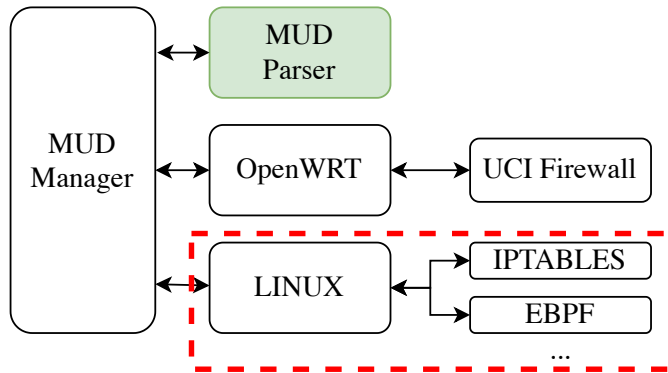 MUD
Parser
MUD
Manager
OpenWRT
UCI Firewall
LINUX
IPTABLES
EBPF
...